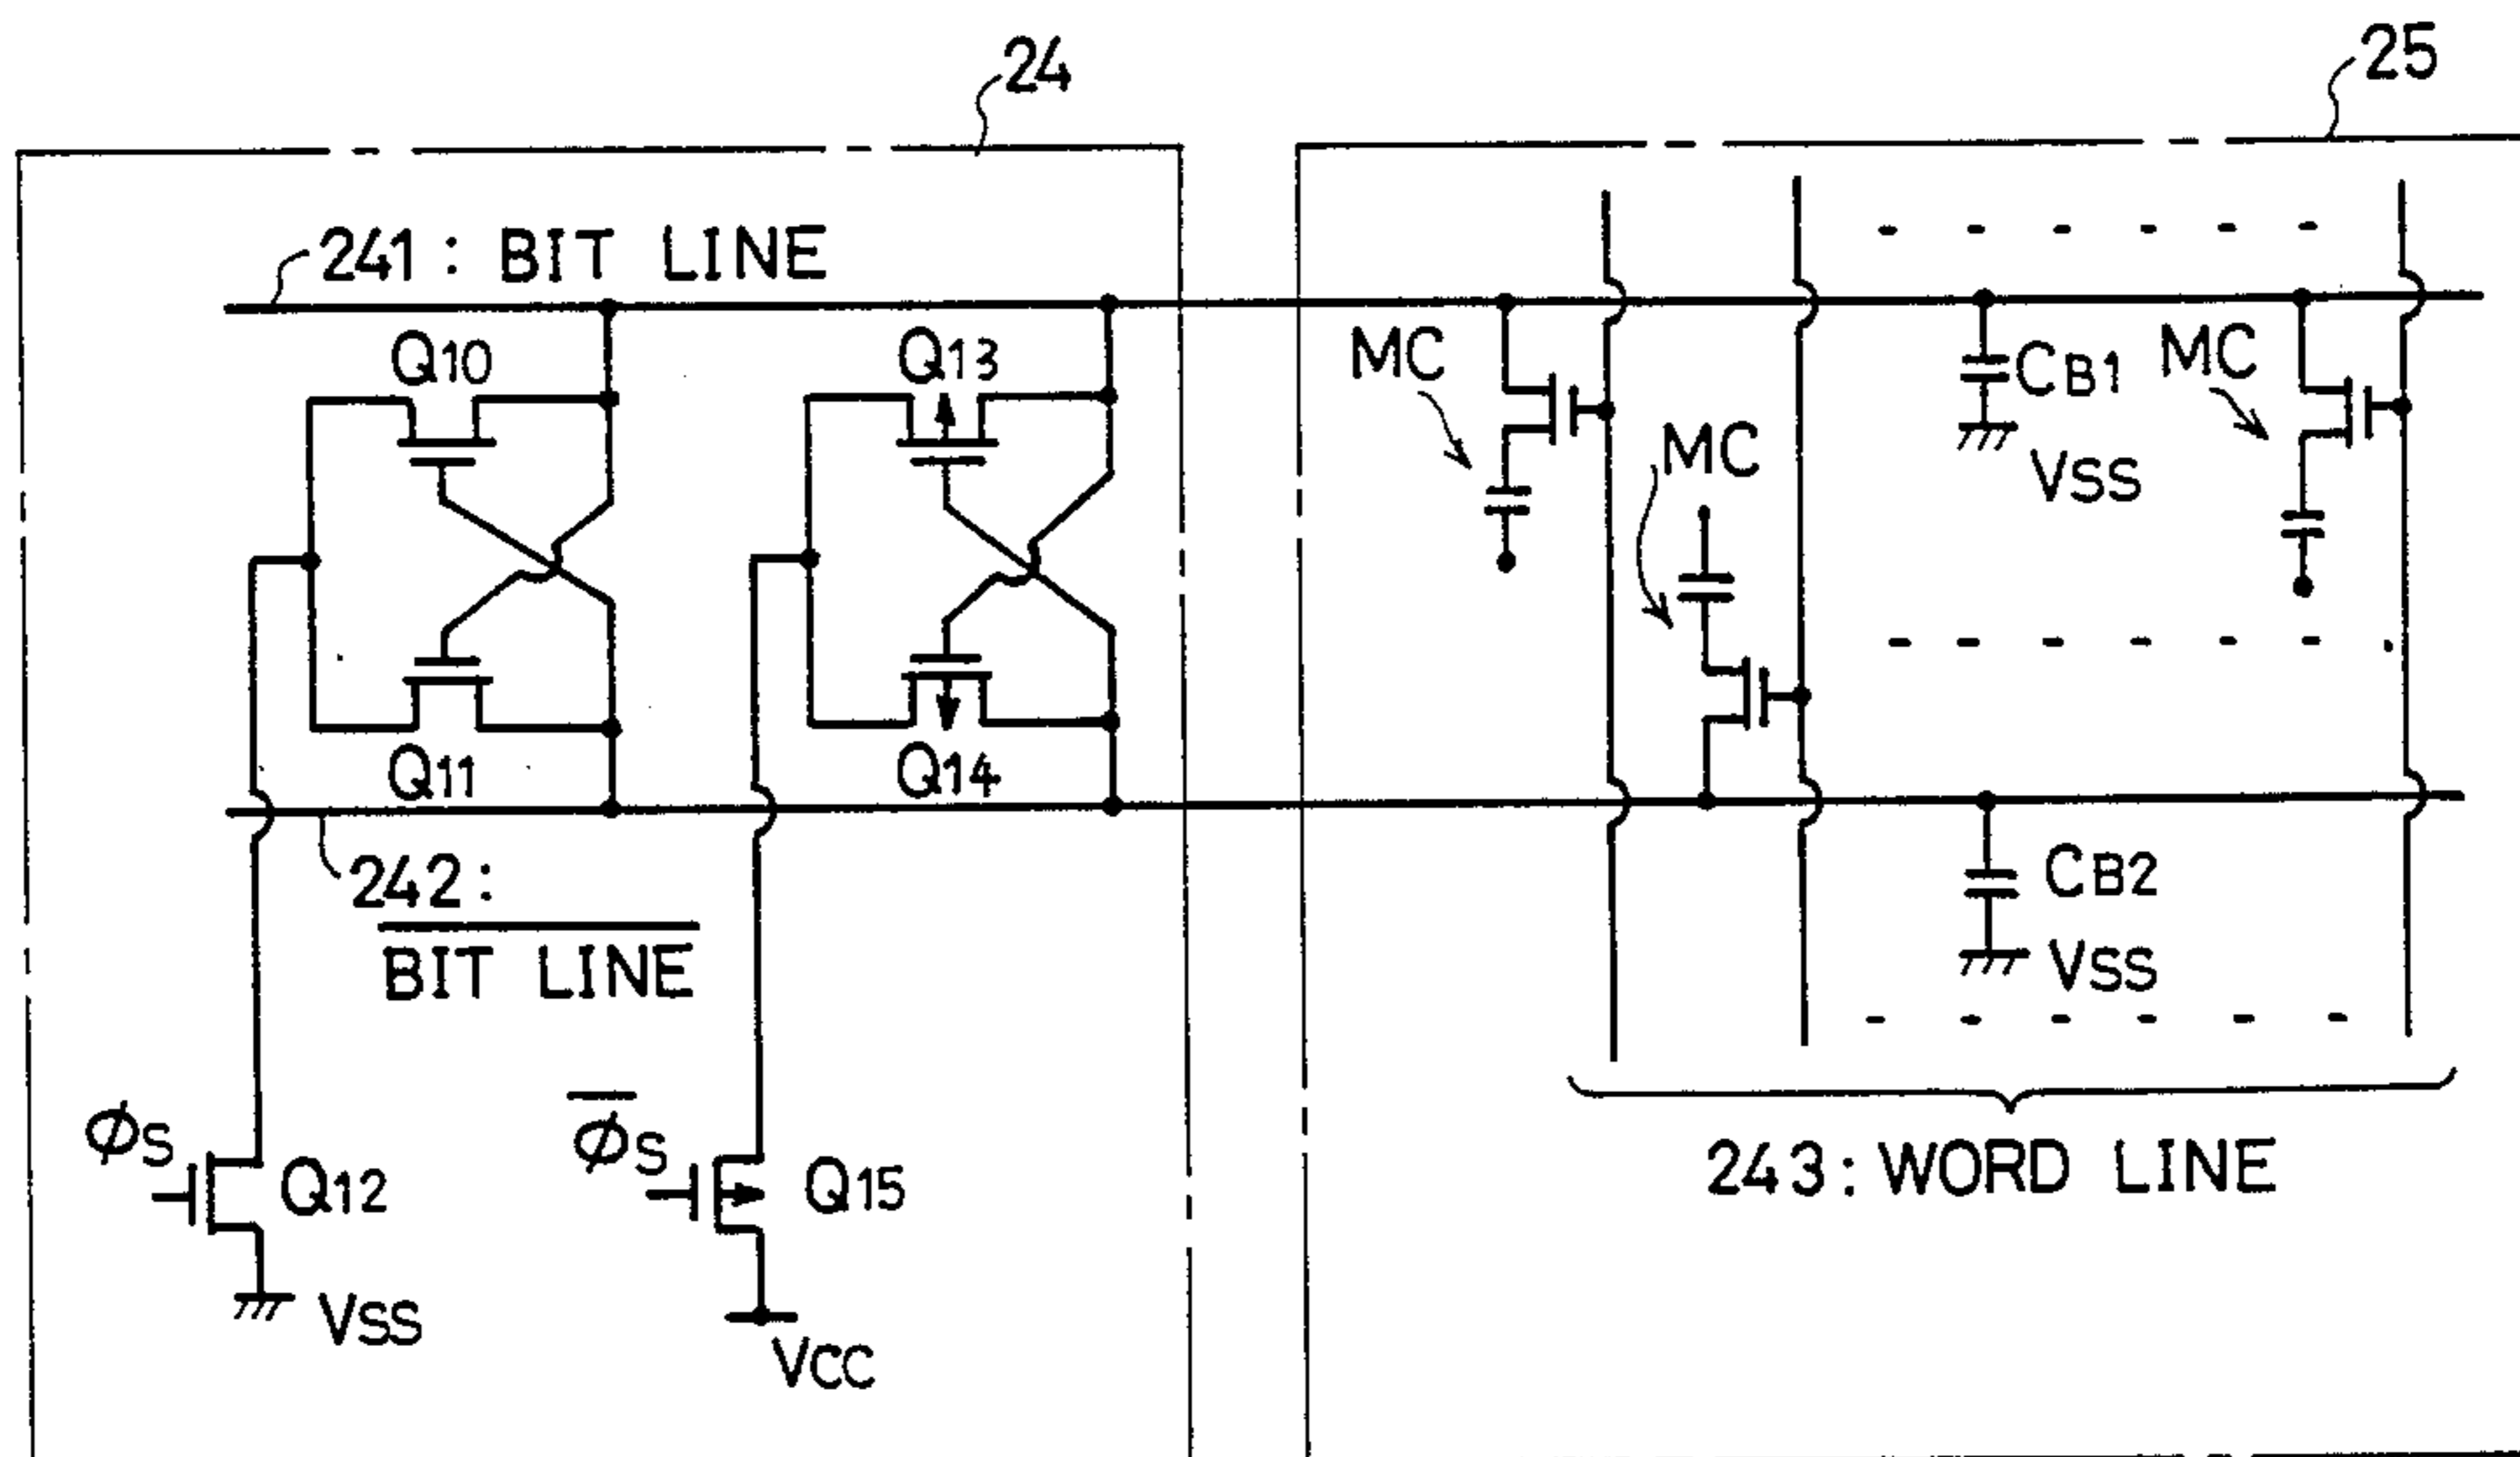 24
25
241: BIT LINE
Q10
Q13
MC
CB1
MC
MC
VSS
Q11
Q14
242:
BIT LINE
CB2
VSS
ϕS
ϕS
Q12
Q15
243: WORD LINE
VSS
VCC